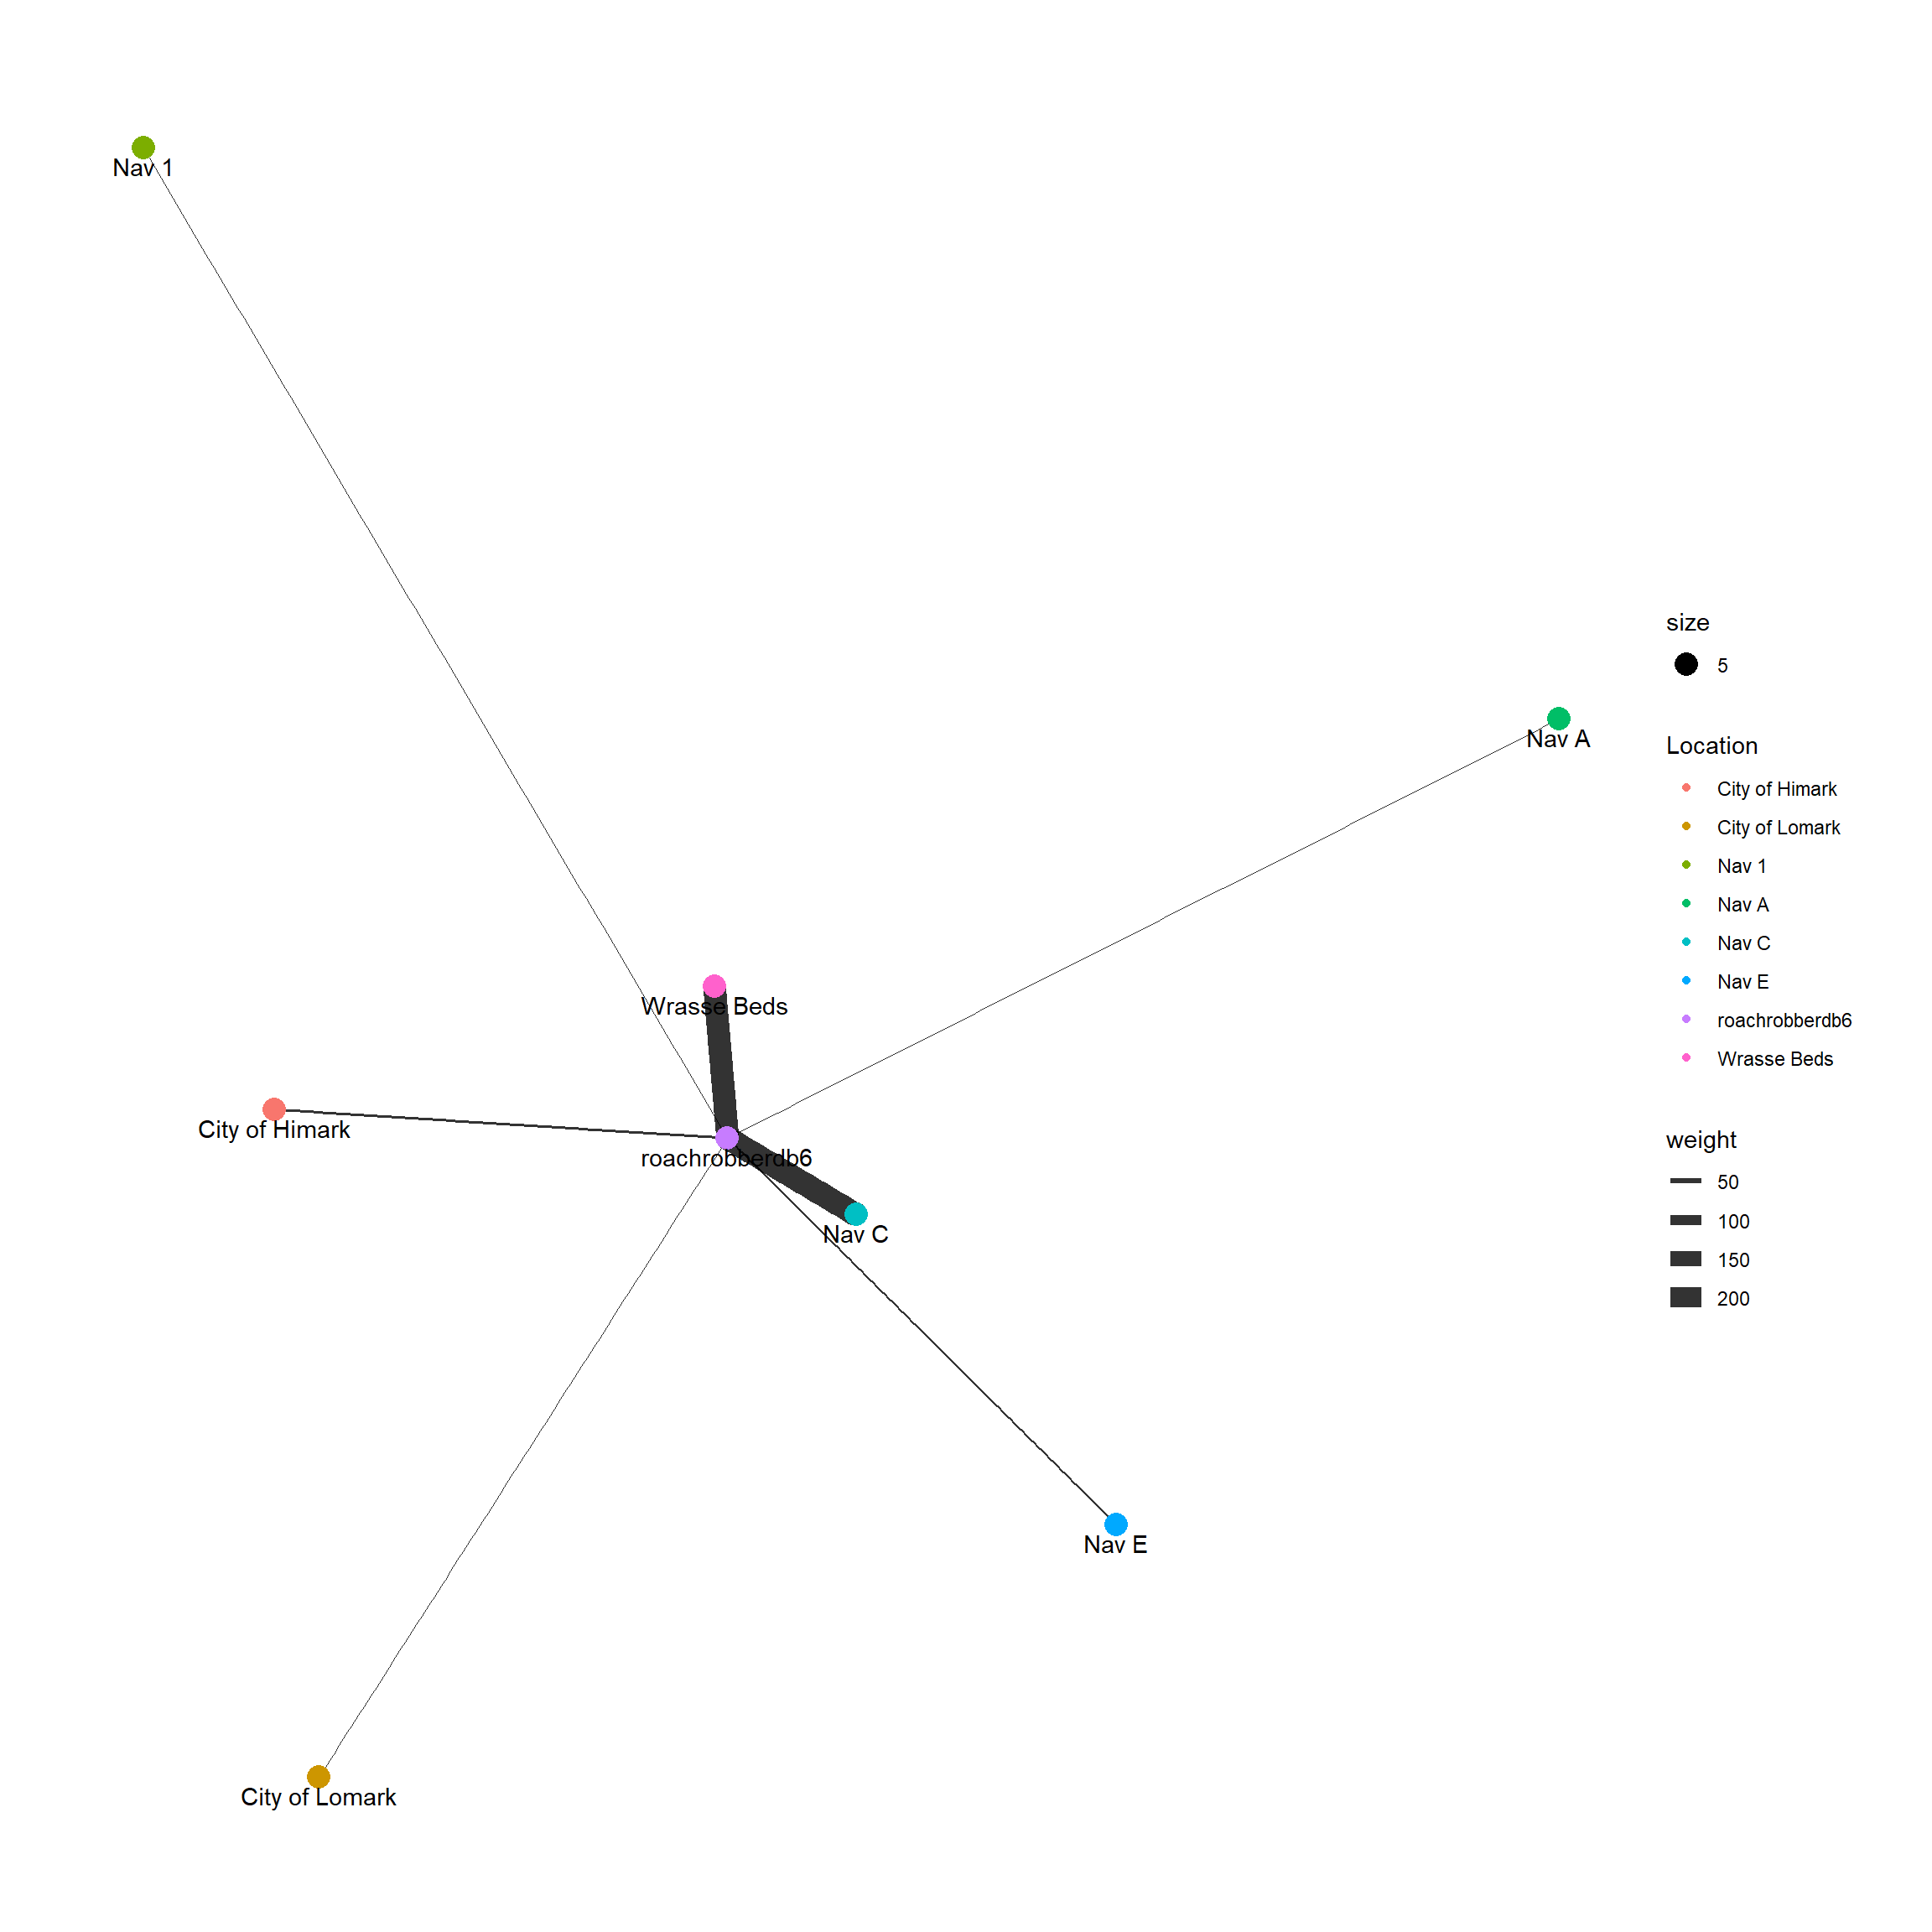 Nav 1
Nav A
Wrasse Beds
City of Himark
roachrobberdb6
Nav C
Nav E
City of Lomark
size
5
Location
City of Himark
City of Lomark
Nav 1
Nav A
Nav C
Nav E
roachrobberdb6
Wrasse Beds
weight
50
100
150
200